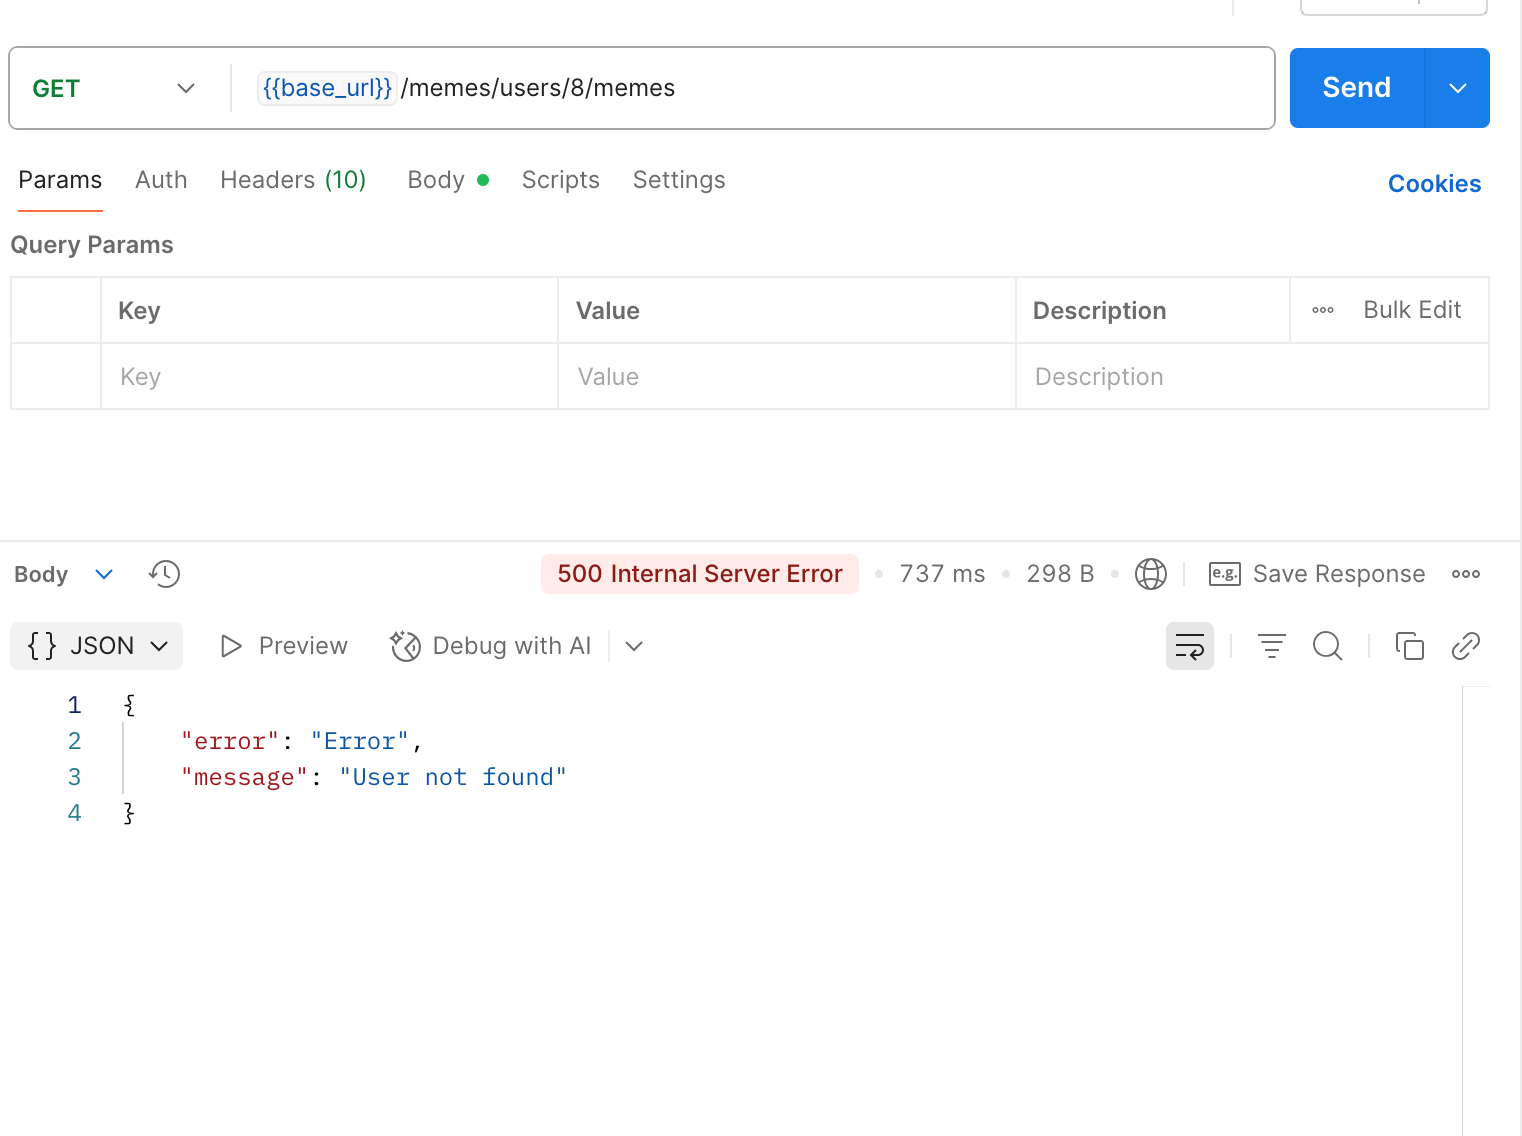 GET
{{base_url}}/memes/users/8/memes
Send
Params Auth Headers (10) Body Scripts Settings Cookies
Query Params
Key Value Description Bulk Edit
Key Value Description
Body 500 Internal Server Error 737 ms 298 B e.g. Save Response
{} JSON Preview Debug with AI
1 {
2 "error": "Error",
3 "message": "User not found"
4 }